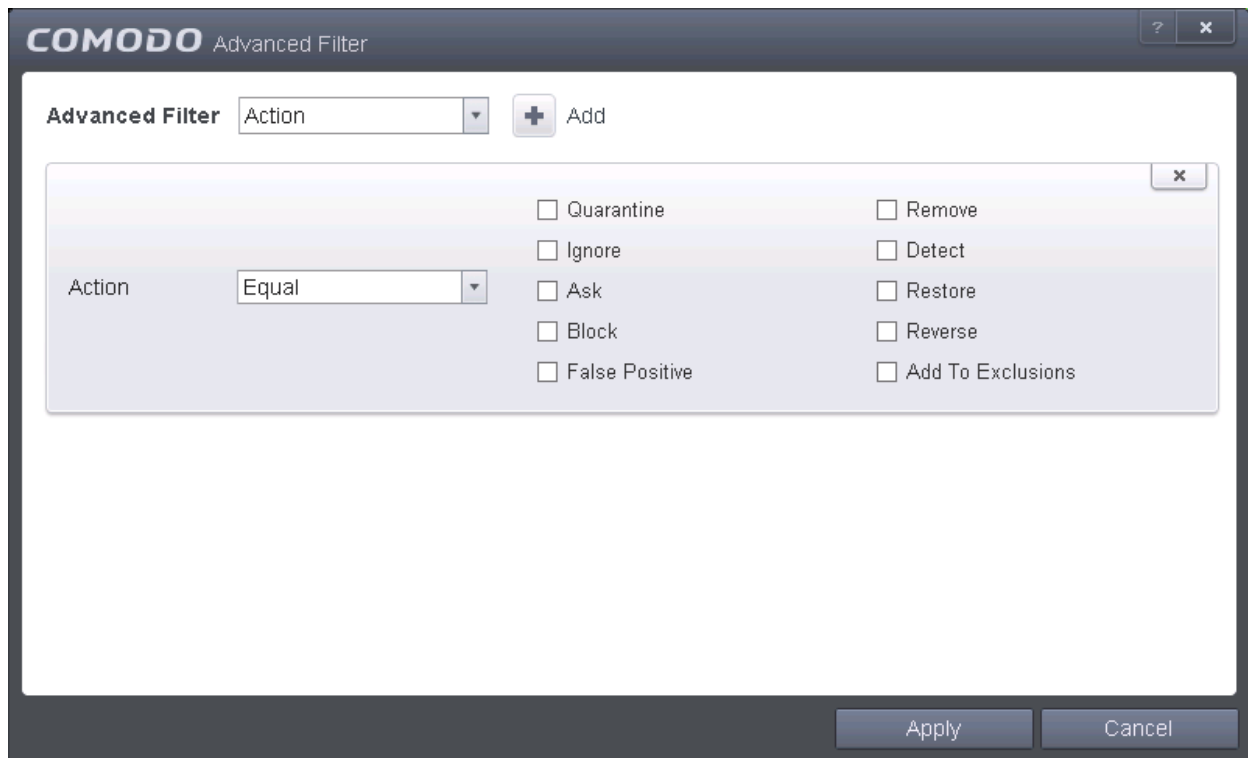 COMODO Advanced Filter
? ×
Advanced Filter Action Add
×
Quarantine Remove
Ignore Detect
Action Equal Ask Restore
Block Reverse
False Positive Add To Exclusions
Apply Cancel